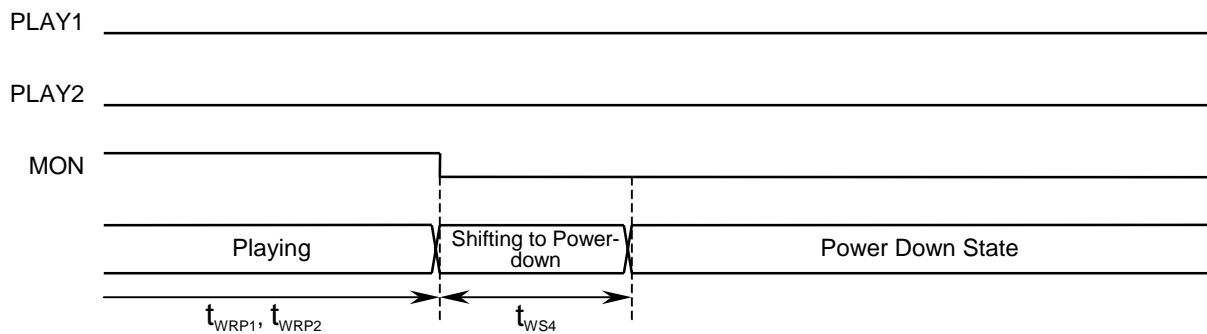 PLAY1
PLAY2
MON
Playing
Shifting to Power-
down
Power Down State
tWRP1, tWRP2
tWS4